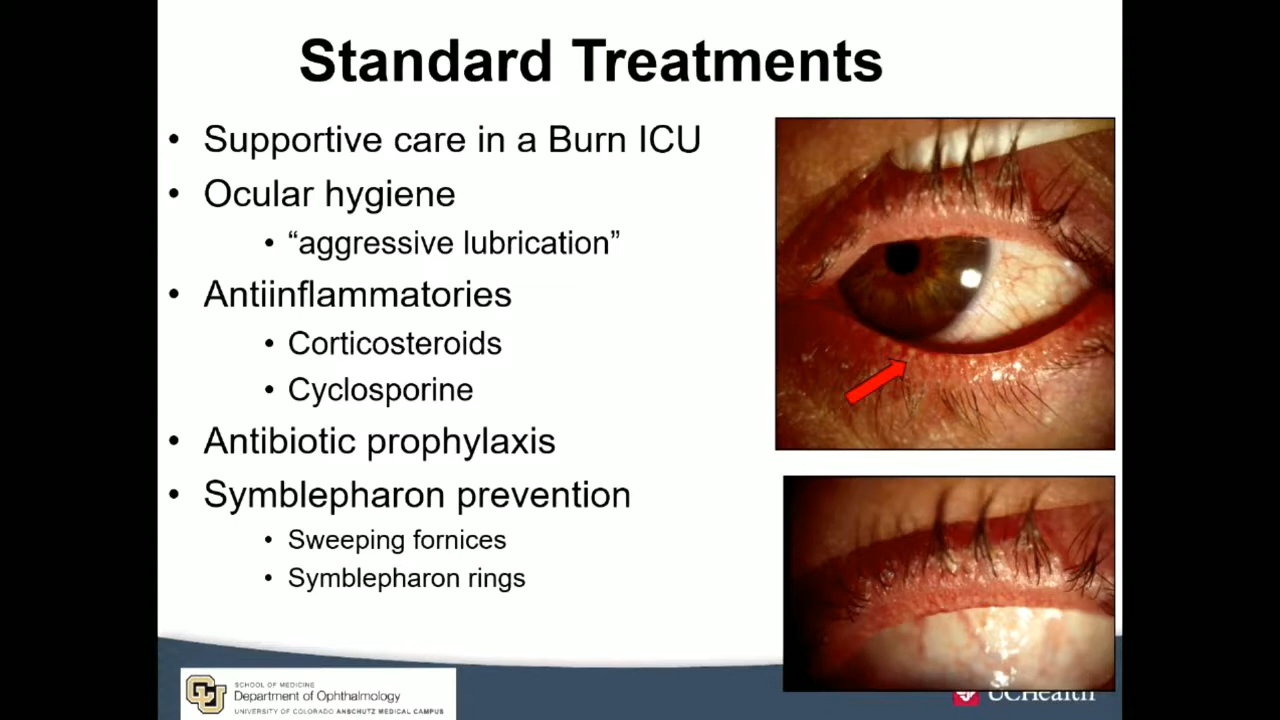 Standard Treatments
• Supportive care in a Burn ICU
• Ocular hygiene
• “aggressive lubrication”
• Antiinflammatories
• Corticosteroids
• Cyclosporine
• Antibiotic prophylaxis
• Symblepharon prevention
• Sweeping fornices
• Symblepharon rings
CU
SCHOOL OF MEDICINE
Department of Ophthalmology
UNIVERSITY OF COLORADO ANSCHUTZ MEDICAL CAMPUS
UCHealth